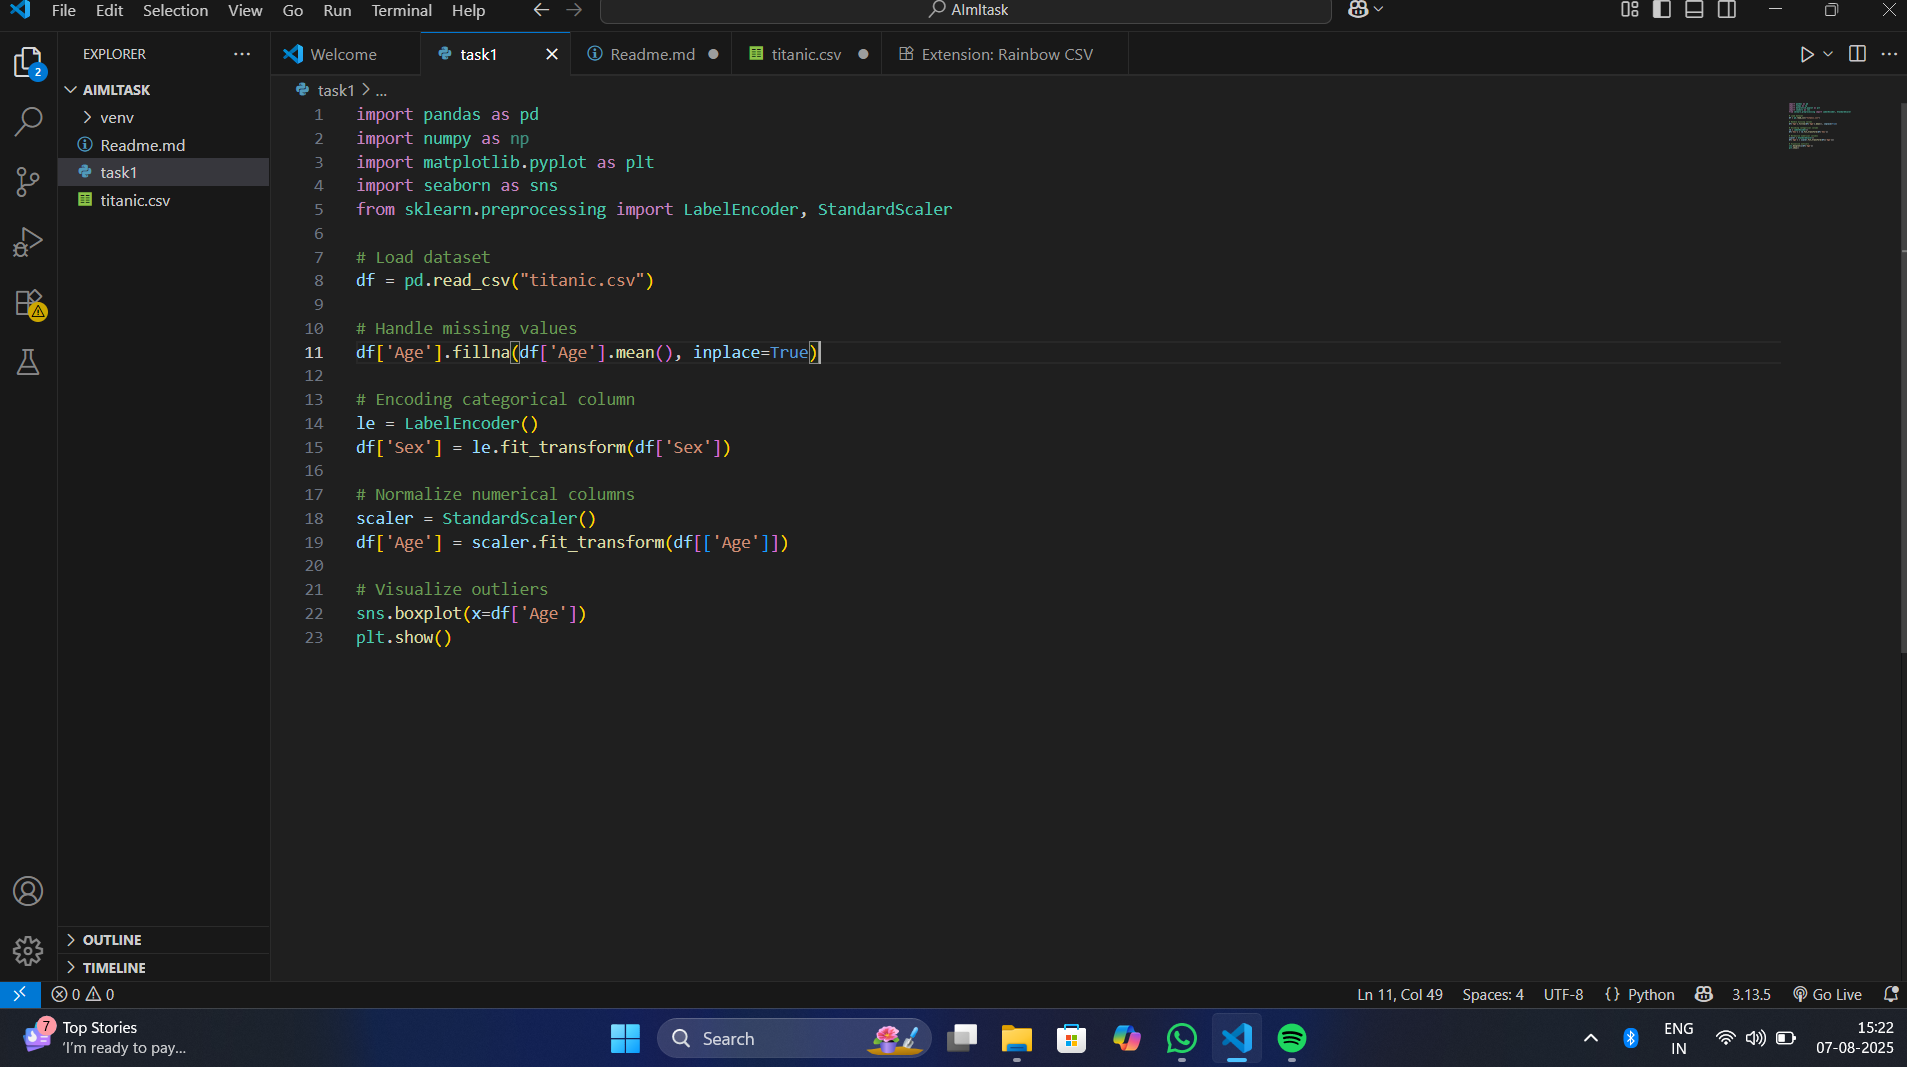 File Edit Selection View Go Run Terminal Help
AImltask
EXPLORER
2
AIMLTASK
venv
Readme.md
task1
titanic.csv
OUTLINE
TIMELINE
Welcome
task1
Readme.md
titanic.csv
Extension: Rainbow CSV
task1 > ...
1 import pandas as pd
2 import numpy as np
3 import matplotlib.pyplot as plt
4 import seaborn as sns
5 from sklearn.preprocessing import LabelEncoder, StandardScaler
6
7 # Load dataset
8 df = pd.read_csv("titanic.csv")
9
10 # Handle missing values
11 df['Age'].fillna(df['Age'].mean(), inplace=True)
12
13 # Encoding categorical column
14 le = LabelEncoder()
15 df['Sex'] = le.fit_transform(df['Sex'])
16
17 # Normalize numerical columns
18 scaler = StandardScaler()
19 df['Age'] = scaler.fit_transform(df[['Age']])
20
21 # Visualize outliers
22 sns.boxplot(x=df['Age'])
23 plt.show()
0 0
Ln 11, Col 49 Spaces: 4 UTF-8 {} Python 3.13.5 Go Live
7
Top Stories
'I'm ready to pay...
Search
ENG
IN
15:22
07-08-2025